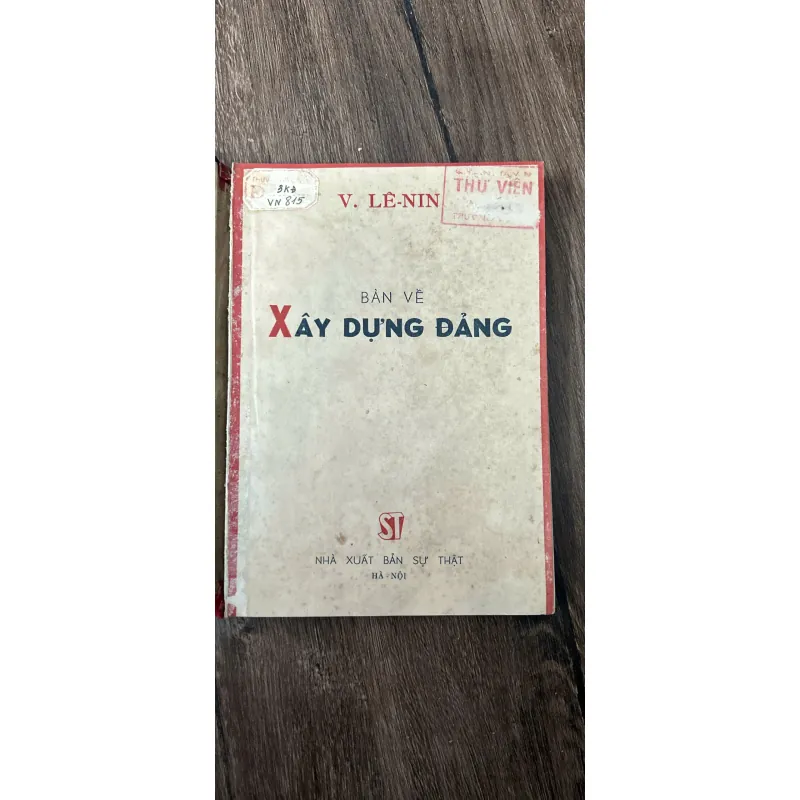 3KĐ
VN 815
THƯ VIỆN
V. LÊ-NIN
BÀN VỀ
XÂY DỰNG ĐẢNG
ST
NHÀ XUẤT BẢN SỰ THẬT
HÀ-NỘI